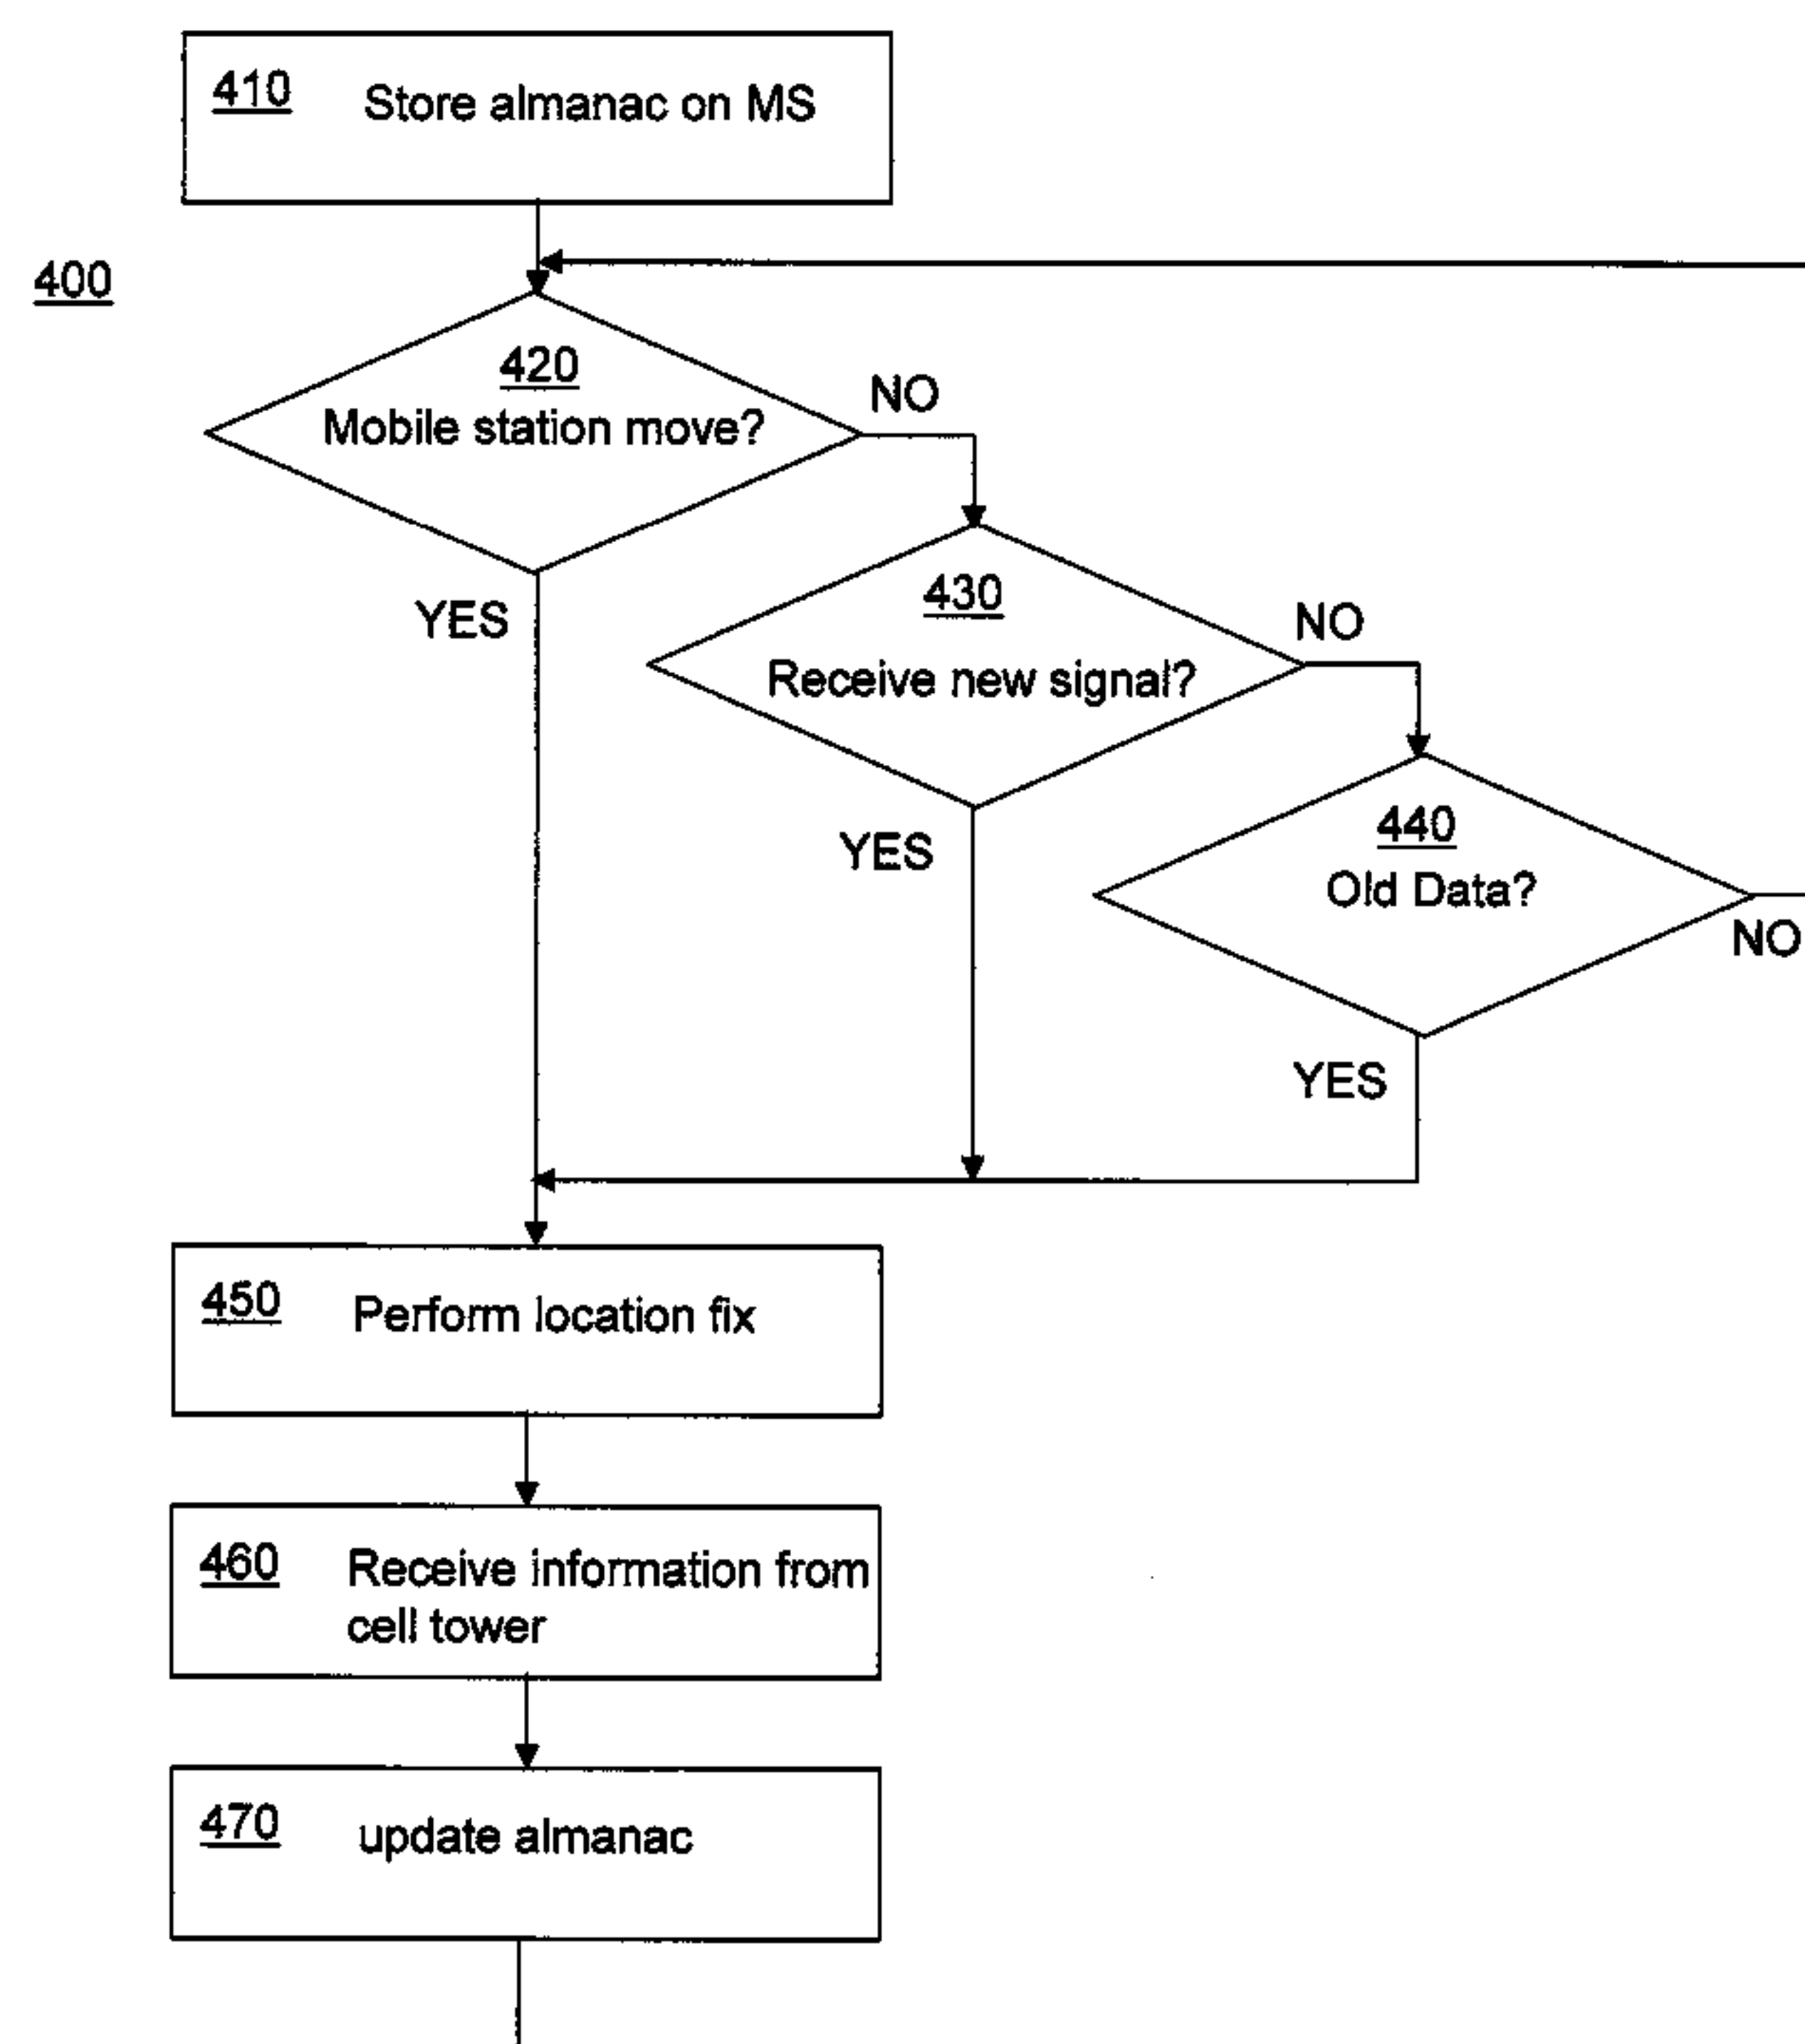 410 Store almanac on MS
400
420
Mobile station move?
NO
YES
430
Receive new signal?
NO
YES
440
Old Data?
NO
YES
450 Perform location fix
460 Receive information from
cell tower
470 update almanac